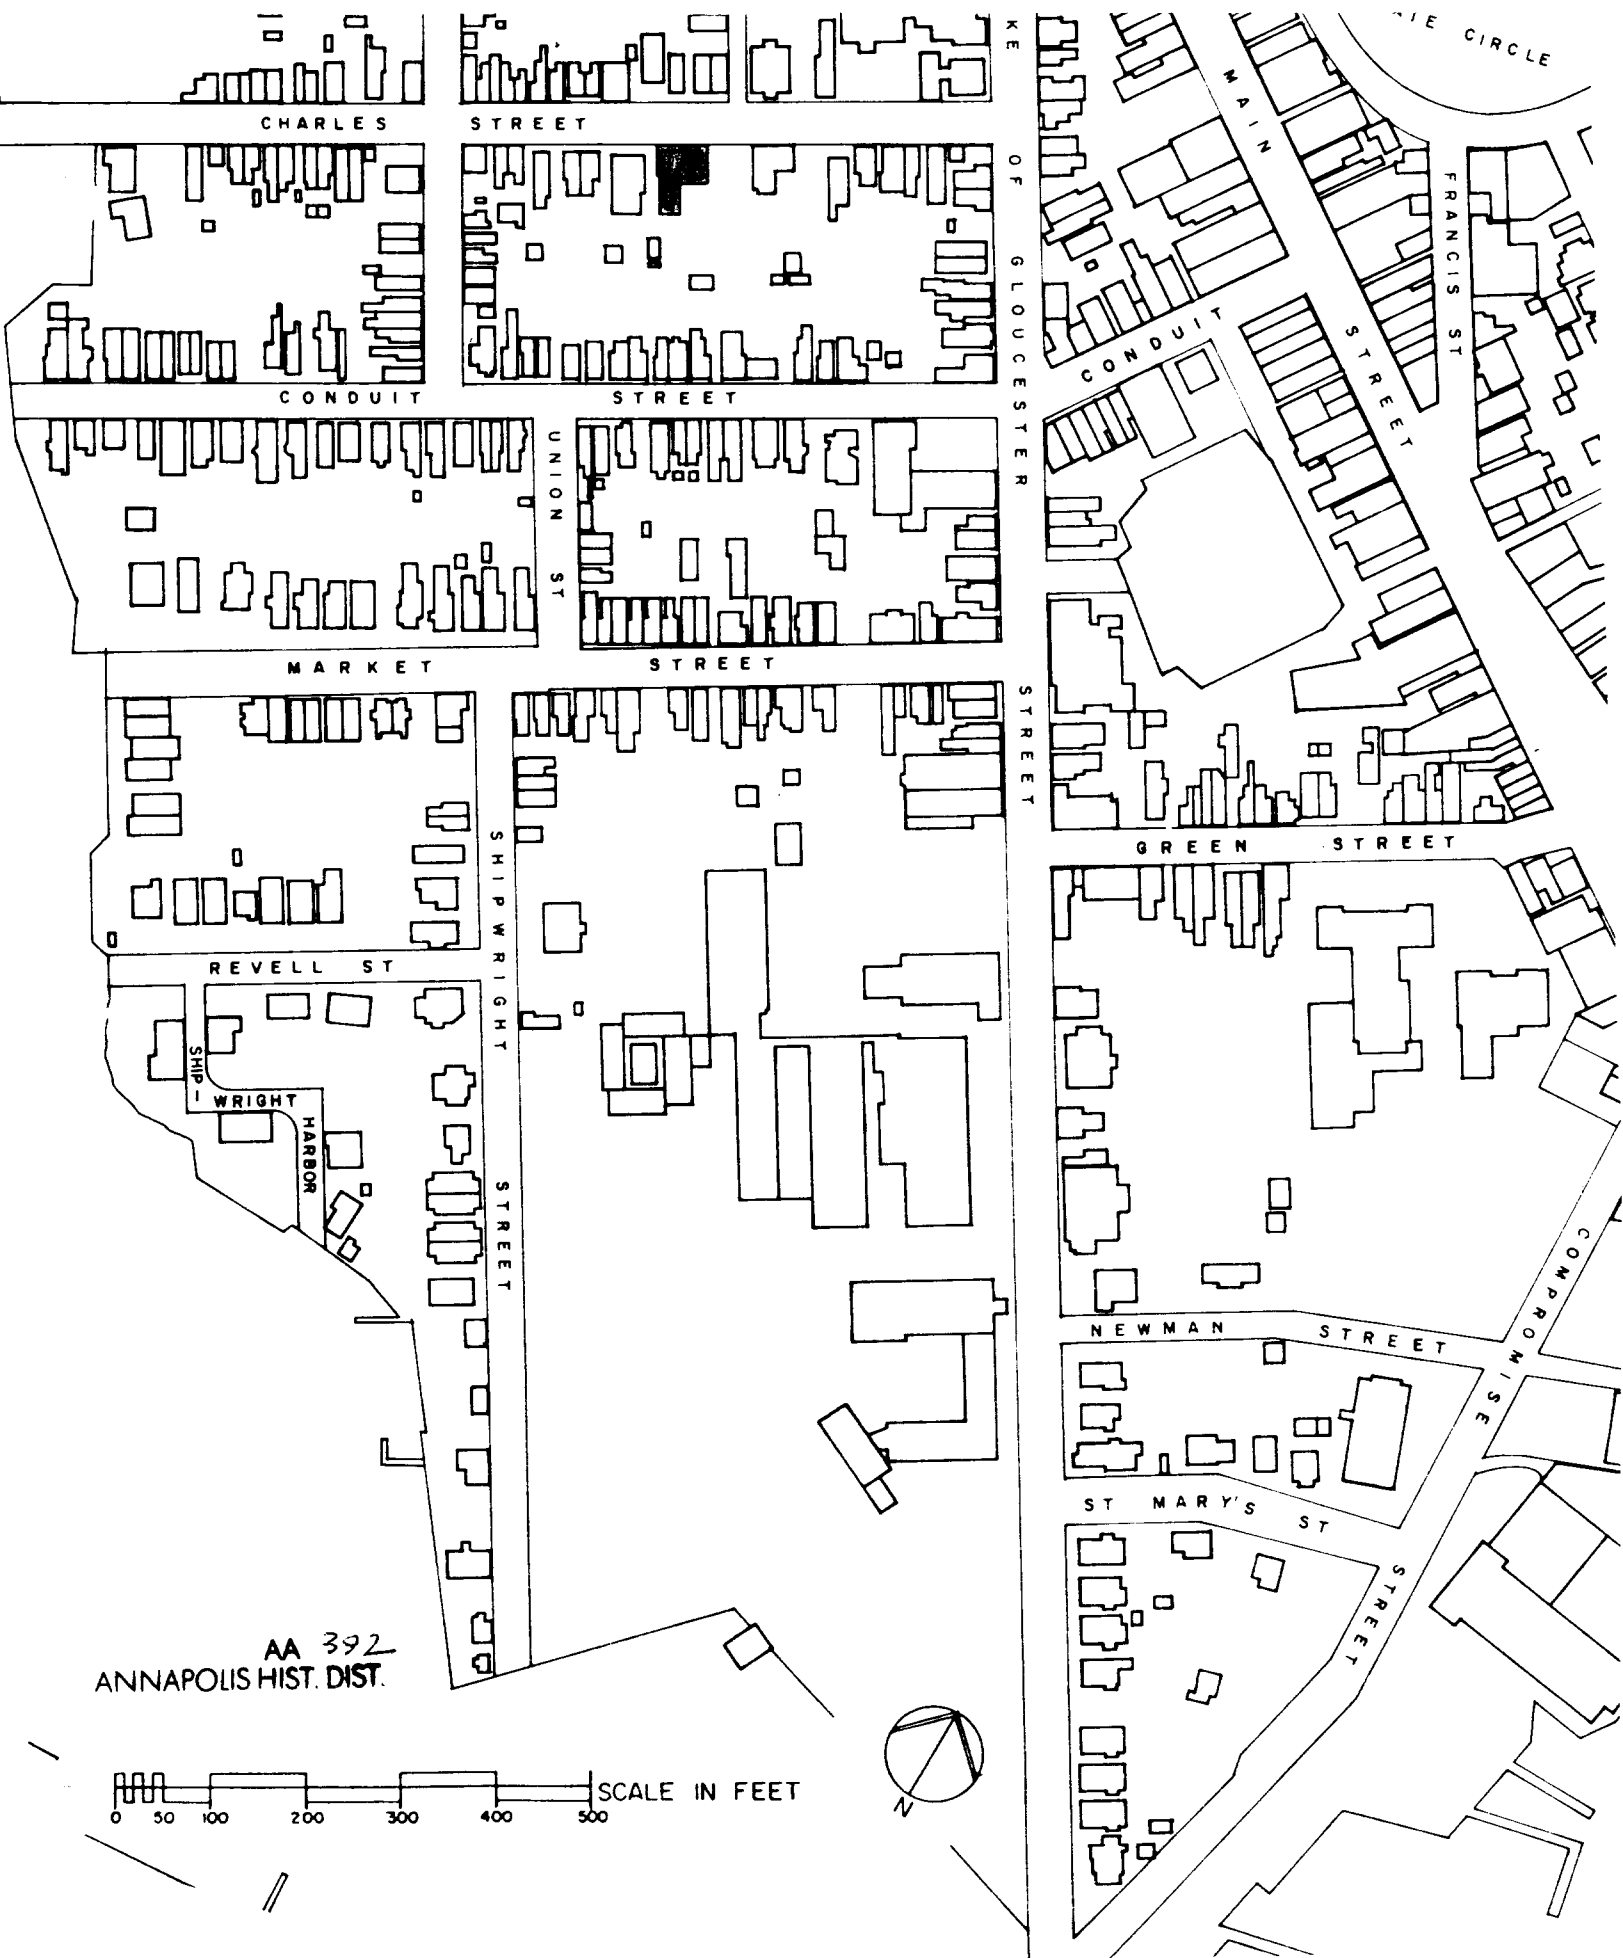 KE
ATE CIRCLE
MAIN
CHARLES STREET
OF GLOUCESTER
FRANCIS ST
CONDUIT
STREET
CONDUIT STREET
UNION ST
MARKET STREET
STREET
GREEN STREET
SHIPWRIGHT
REVELL ST
SHIP-
WRIGHT
HARBOR
STREET
COMPROMISE
NEWMAN STREET
ST MARY'S ST
STREET
AA 392
ANNAPOLIS HIST. DIST.
N
SCALE IN FEET
0 50 100 200 300 400 500